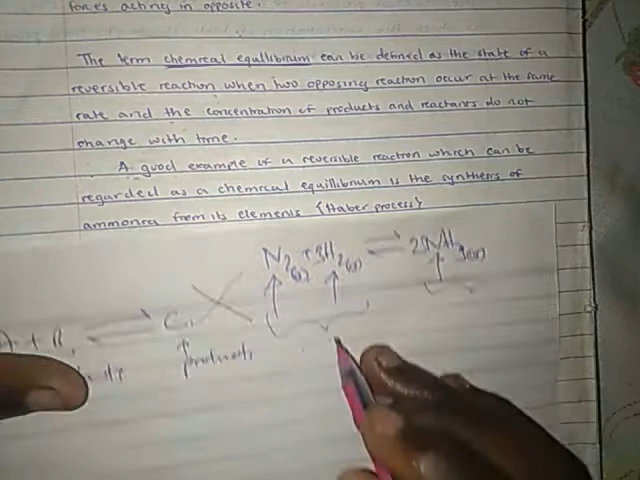 forces acting in opposite.
The term chemical equilibrium can be defined as the state of a
reversible reaction when two opposing reaction occur at the same
rate and the concentration of products and reactants do not
change with time.
A good example of a reversible reaction which can be
regarded as a chemical equillibrium is the synthesis of
ammonia from its elements {Haber process}
N₂(g) + 3H₂(g) ⇌ 2NH₃(g)
A + B ⇌ C
products